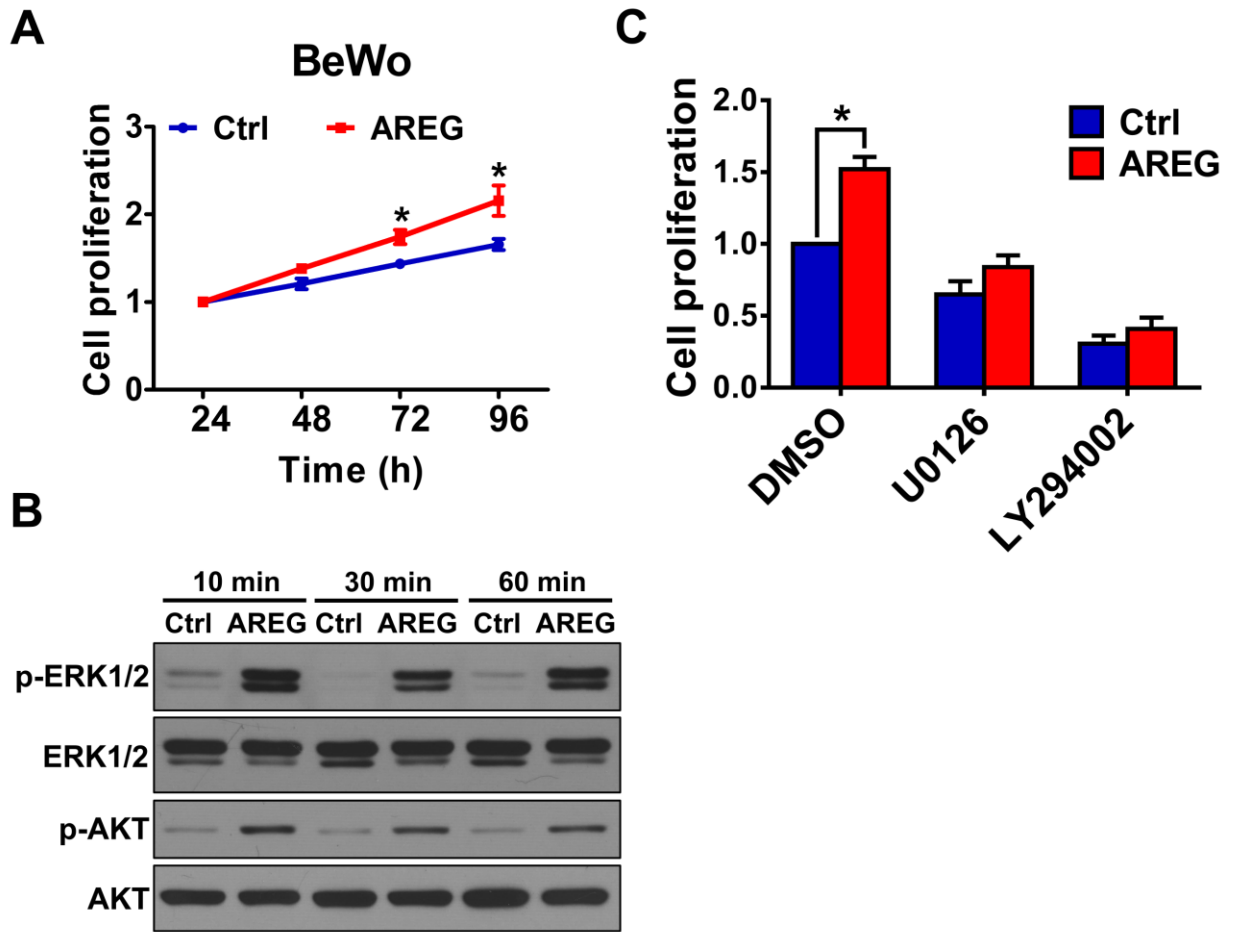 A
BeWo
Ctrl AREG
Cell proliferation
3
2
1
0
24 48 72 96
Time (h)
* *
B
10 min 30 min 60 min
Ctrl AREG Ctrl AREG Ctrl AREG
p-ERK1/2
ERK1/2
p-AKT
AKT
C
Cell proliferation
2.0
1.5
1.0
0.5
0.0
*
Ctrl
AREG
DMSO
U0126
LY294002